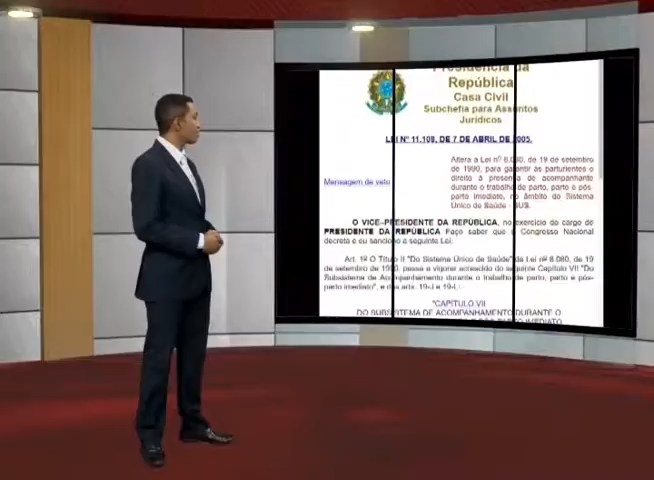 Presidência da
República
Casa Civil
Subchefia para Assuntos
Jurídicos
LEI Nº 11.108, DE 7 DE ABRIL DE 2005.
Altera a Lei nº 8.080, de 19 de setembro
de 1990, para garantir às parturientes o
direito à presença de acompanhante
durante o trabalho de parto, parto e pós-
parto imediato, no âmbito do Sistema
Único de Saúde - SUS.
Mensagem de veto
O VICE-PRESIDENTE DA REPÚBLICA, no exercício do cargo de
PRESIDENTE DA REPÚBLICA Faço saber que o Congresso Nacional
decreta e eu sanciono a seguinte Lei:
Art. 1º O Título II "Do Sistema Único de Saúde" da Lei nº 8.080, de 19
de setembro de 1990, passa a vigorar acrescido do seguinte Capítulo VII "Do
Subsistema de Acompanhamento durante o trabalho de parto, parto e pós-
parto imediato", e dos arts. 19-J e 19-L:
"CAPÍTULO VII
DO SUBSISTEMA DE ACOMPANHAMENTO DURANTE O
DE PARTO, PARTO E PÓS-PARTO IMEDIATO